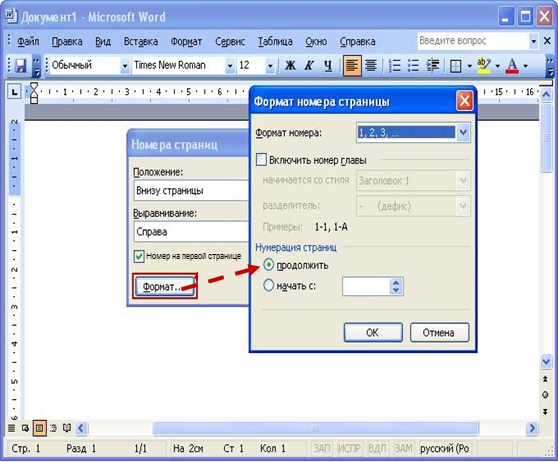 Документ1 - Microsoft Word
Файл Правка Вид Вставка Формат Сервис Таблица Окно Справка Введите вопрос
Обычный Times New Roman 12 Ж К Ч
Номера страниц
Положение:
Внизу страницы
Выравнивание:
Справа
Номер на первой странице
Формат...
Формат номера страницы
Формат номера: 1, 2, 3, ...
Включить номер главы
начинается со стиля Заголовок 1
разделитель: - (дефис)
Примеры: 1-1, 1-A
Нумерация страниц
продолжить
начать с:
ОК Отмена
Стр. 1 Разд 1 1/1 На 2см Ст 1 Кол 1 ЗАП ИСПР ВДЛ ЗАМ русский (Ро